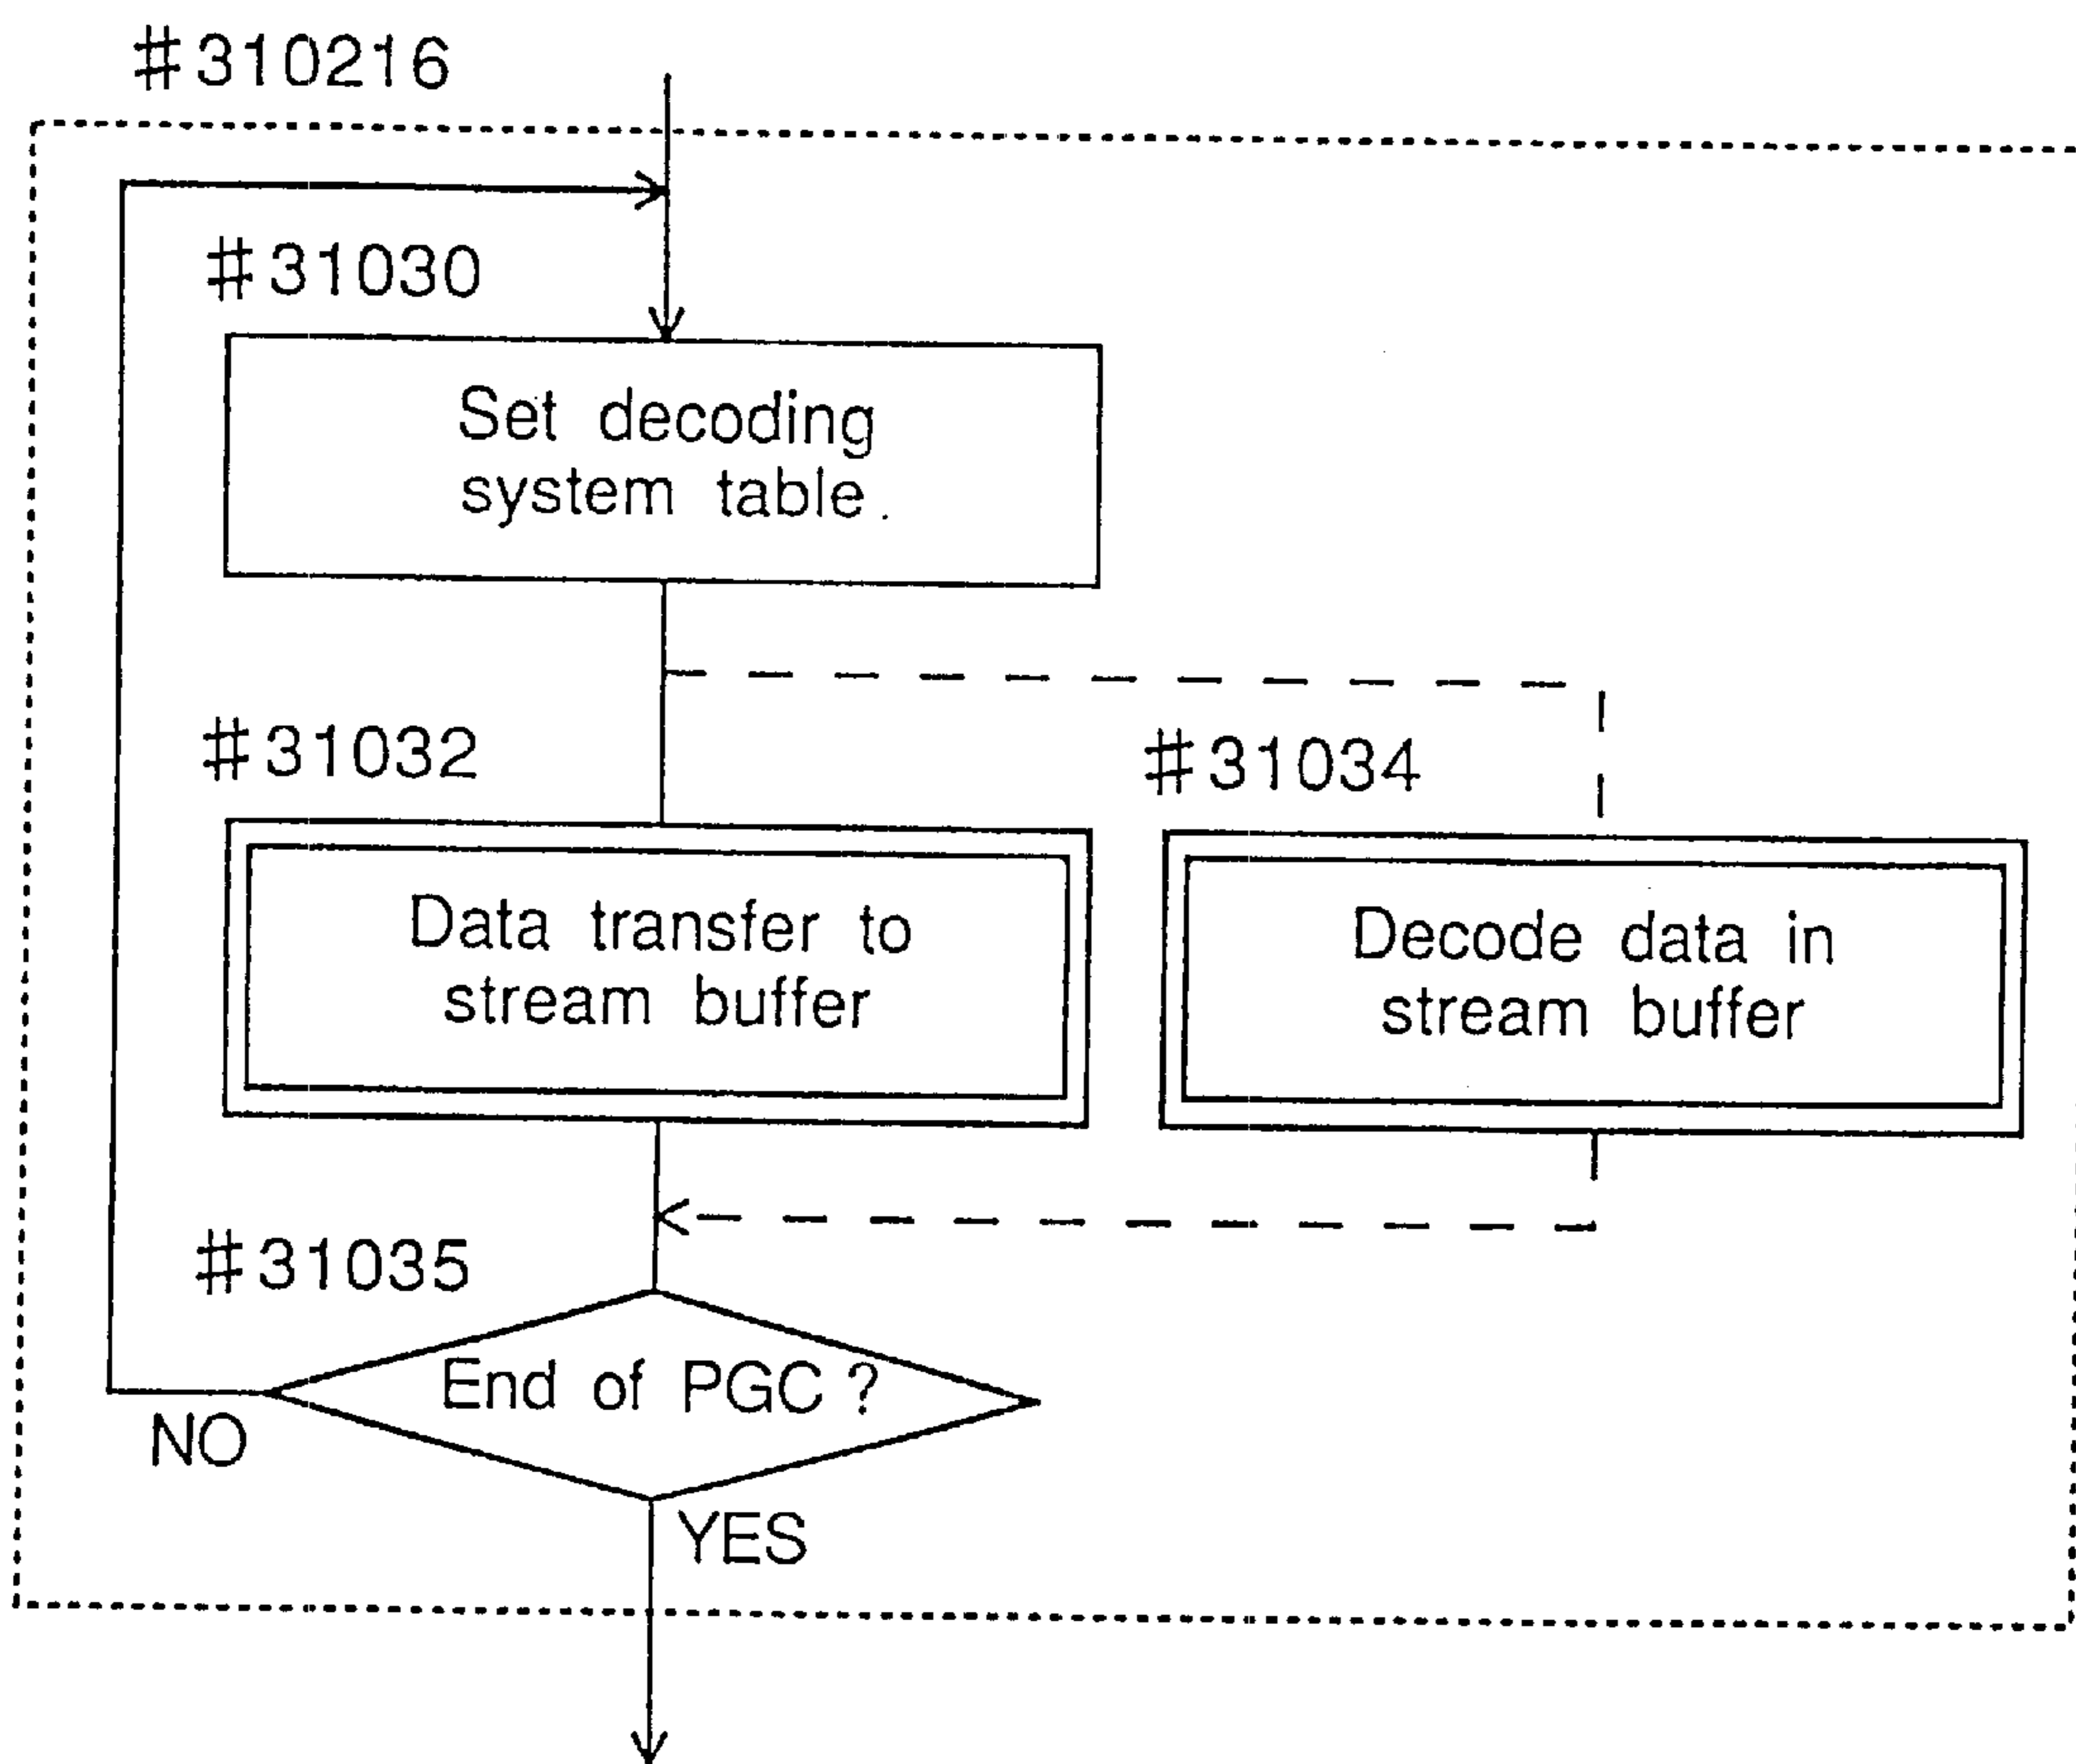 #310216
#31030
Set decoding
system table.
#31032
#31034
Data transfer to
stream buffer
Decode data in
stream buffer
#31035
End of PGC ?
NO
YES